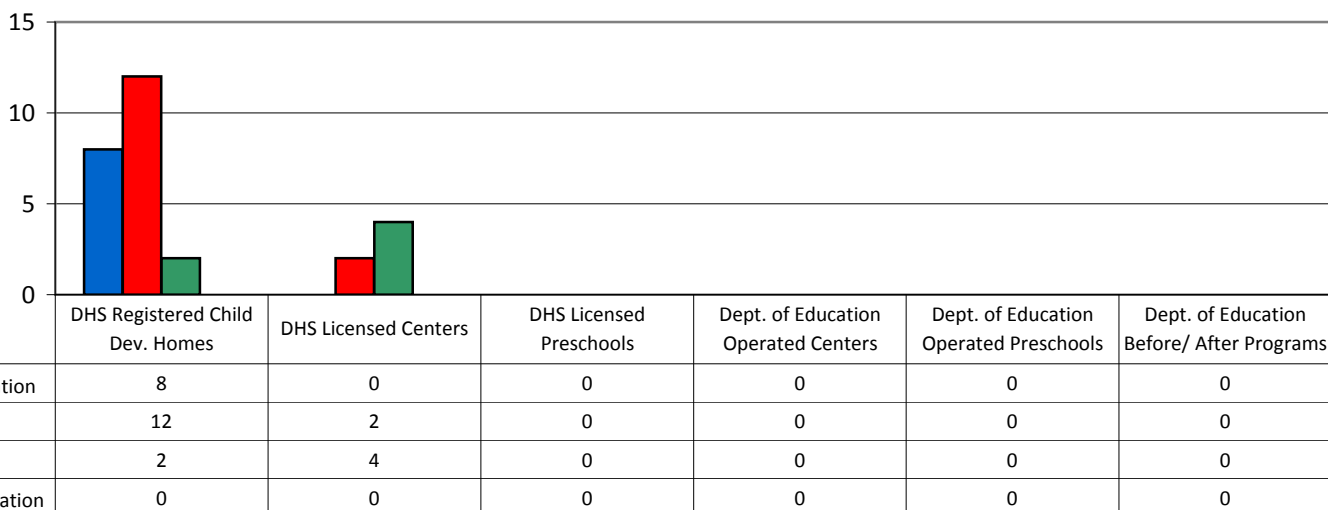 15
10
5
0
DHS Registered Child
Dev. Homes
DHS Licensed Centers
DHS Licensed
Preschools
Dept. of Education
Operated Centers
Dept. of Education
Operated Preschools
Dept. of Education
Before/ After Programs
8 0 0 0 0 0
12 2 0 0 0 0
2 4 0 0 0 0
0 0 0 0 0 0